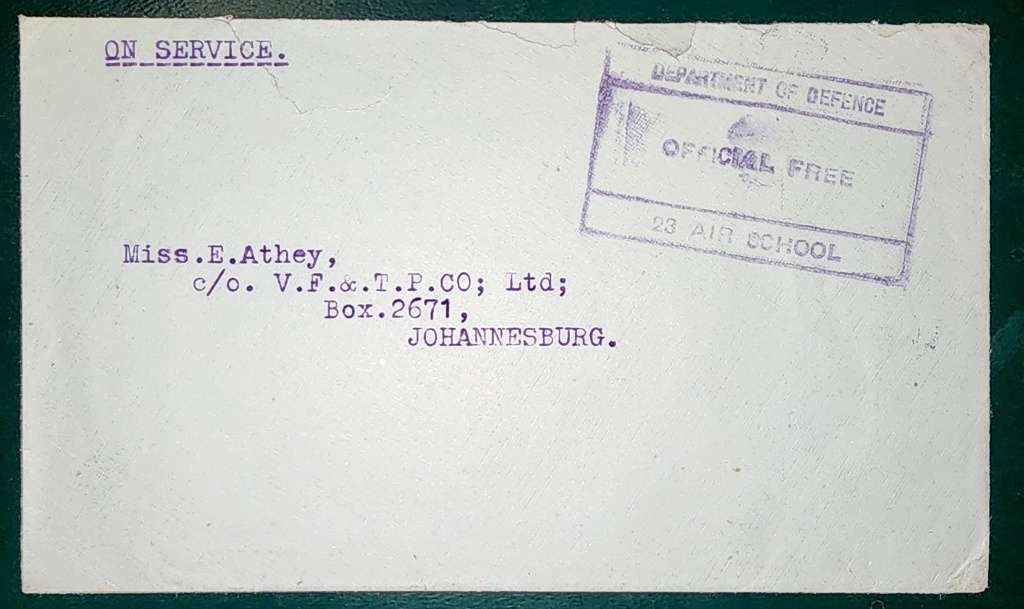 ON SERVICE.
DEPARTMENT OF DEFENCE
OFFICIAL FREE
23 AIR SCHOOL
Miss.E.Athey,
c/o. V.F.&.T.P.CO; Ltd;
Box.2671,
JOHANNESBURG.